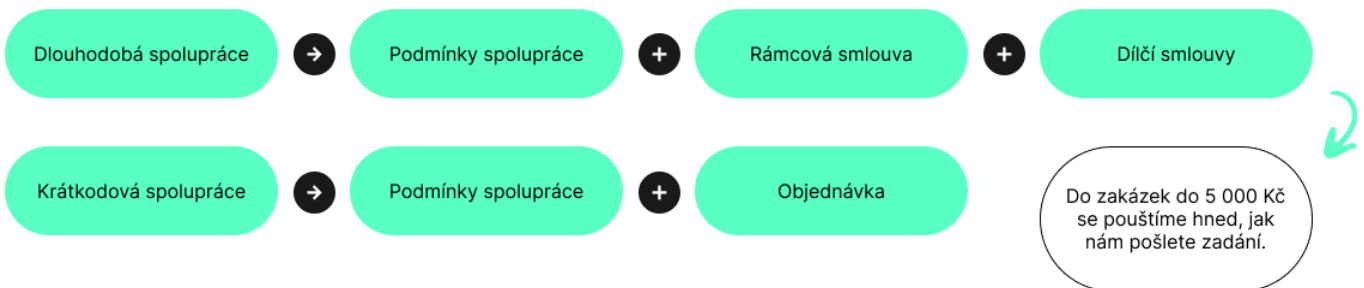 Dlouhodobá spolupráce
Podmínky spolupráce
Rámcová smlouva
Dílčí smlouvy
Krátkodová spolupráce
Podmínky spolupráce
Objednávka
Do zakázek do 5 000 Kč
se pouštíme hned, jak
nám pošlete zadání.